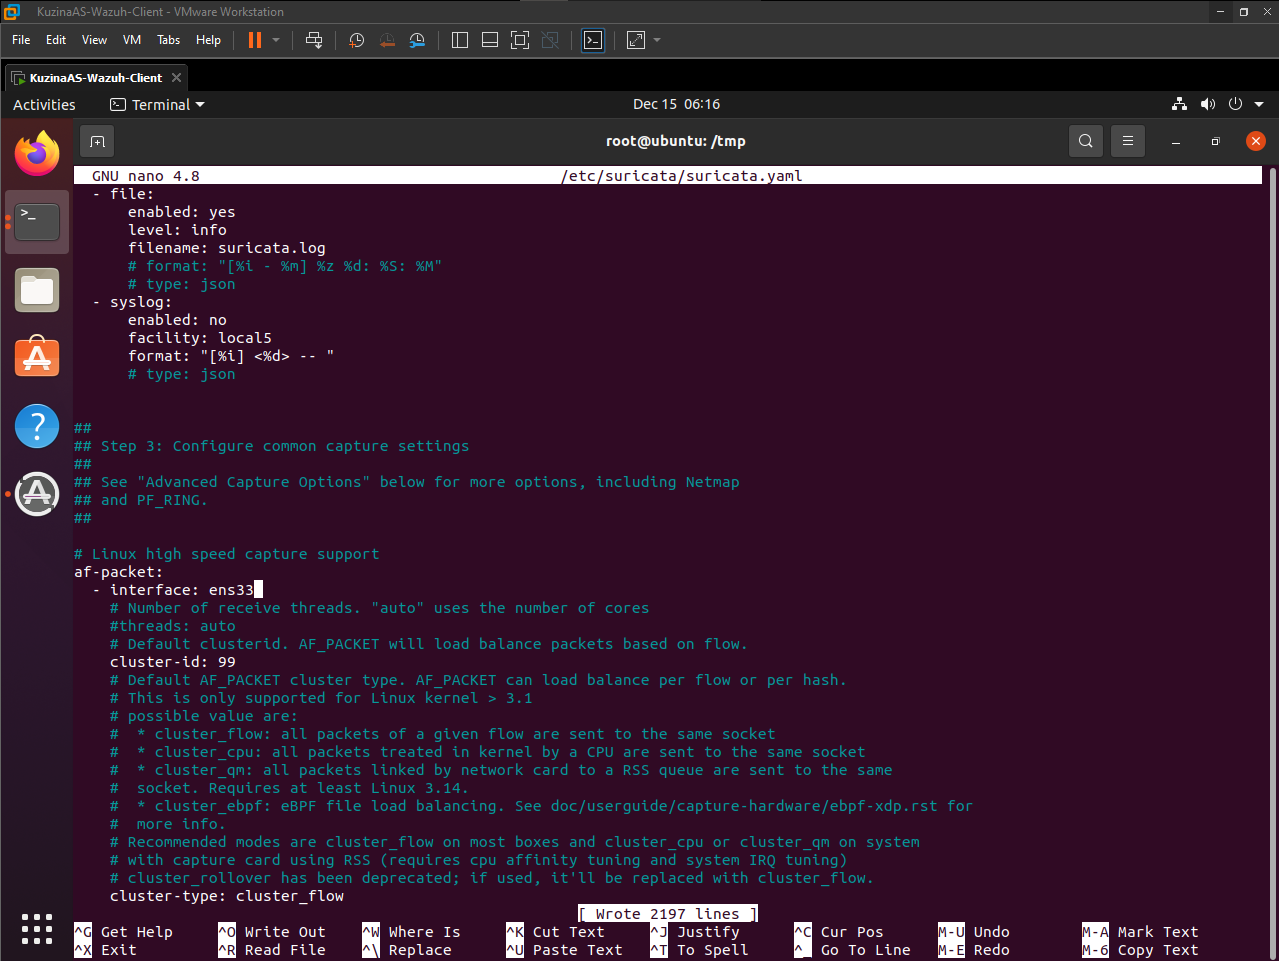 KuzinaAS-Wazuh-Client - VMware Workstation
File Edit View VM Tabs Help
KuzinaAS-Wazuh-Client
Activities Terminal Dec 15 06:16
root@ubuntu: /tmp
GNU nano 4.8 /etc/suricata/suricata.yaml
- file:
enabled: yes
level: info
filename: suricata.log
# format: "[%i - %m] %z %d: %S: %M"
# type: json
- syslog:
enabled: no
facility: local5
format: "[%i] <%d> -- "
# type: json
##
## Step 3: Configure common capture settings
##
## See "Advanced Capture Options" below for more options, including Netmap
## and PF_RING.
##
# Linux high speed capture support
af-packet:
- interface: ens33
# Number of receive threads. "auto" uses the number of cores
#threads: auto
# Default clusterid. AF_PACKET will load balance packets based on flow.
cluster-id: 99
# Default AF_PACKET cluster type. AF_PACKET can load balance per flow or per hash.
# This is only supported for Linux kernel > 3.1
# possible value are:
# * cluster_flow: all packets of a given flow are sent to the same socket
# * cluster_cpu: all packets treated in kernel by a CPU are sent to the same socket
# * cluster_qm: all packets linked by network card to a RSS queue are sent to the same
# socket. Requires at least Linux 3.14.
# * cluster_ebpf: eBPF file load balancing. See doc/userguide/capture-hardware/ebpf-xdp.rst for
# more info.
# Recommended modes are cluster_flow on most boxes and cluster_cpu or cluster_qm on system
# with capture card using RSS (requires cpu affinity tuning and system IRQ tuning)
# cluster_rollover has been deprecated; if used, it'll be replaced with cluster_flow.
cluster-type: cluster_flow
[ Wrote 2197 lines ]
^G Get Help ^O Write Out ^W Where Is ^K Cut Text ^J Justify ^C Cur Pos M-U Undo M-A Mark Text
^X Exit ^R Read File ^\ Replace ^U Paste Text ^T To Spell ^_ Go To Line M-E Redo M-6 Copy Text